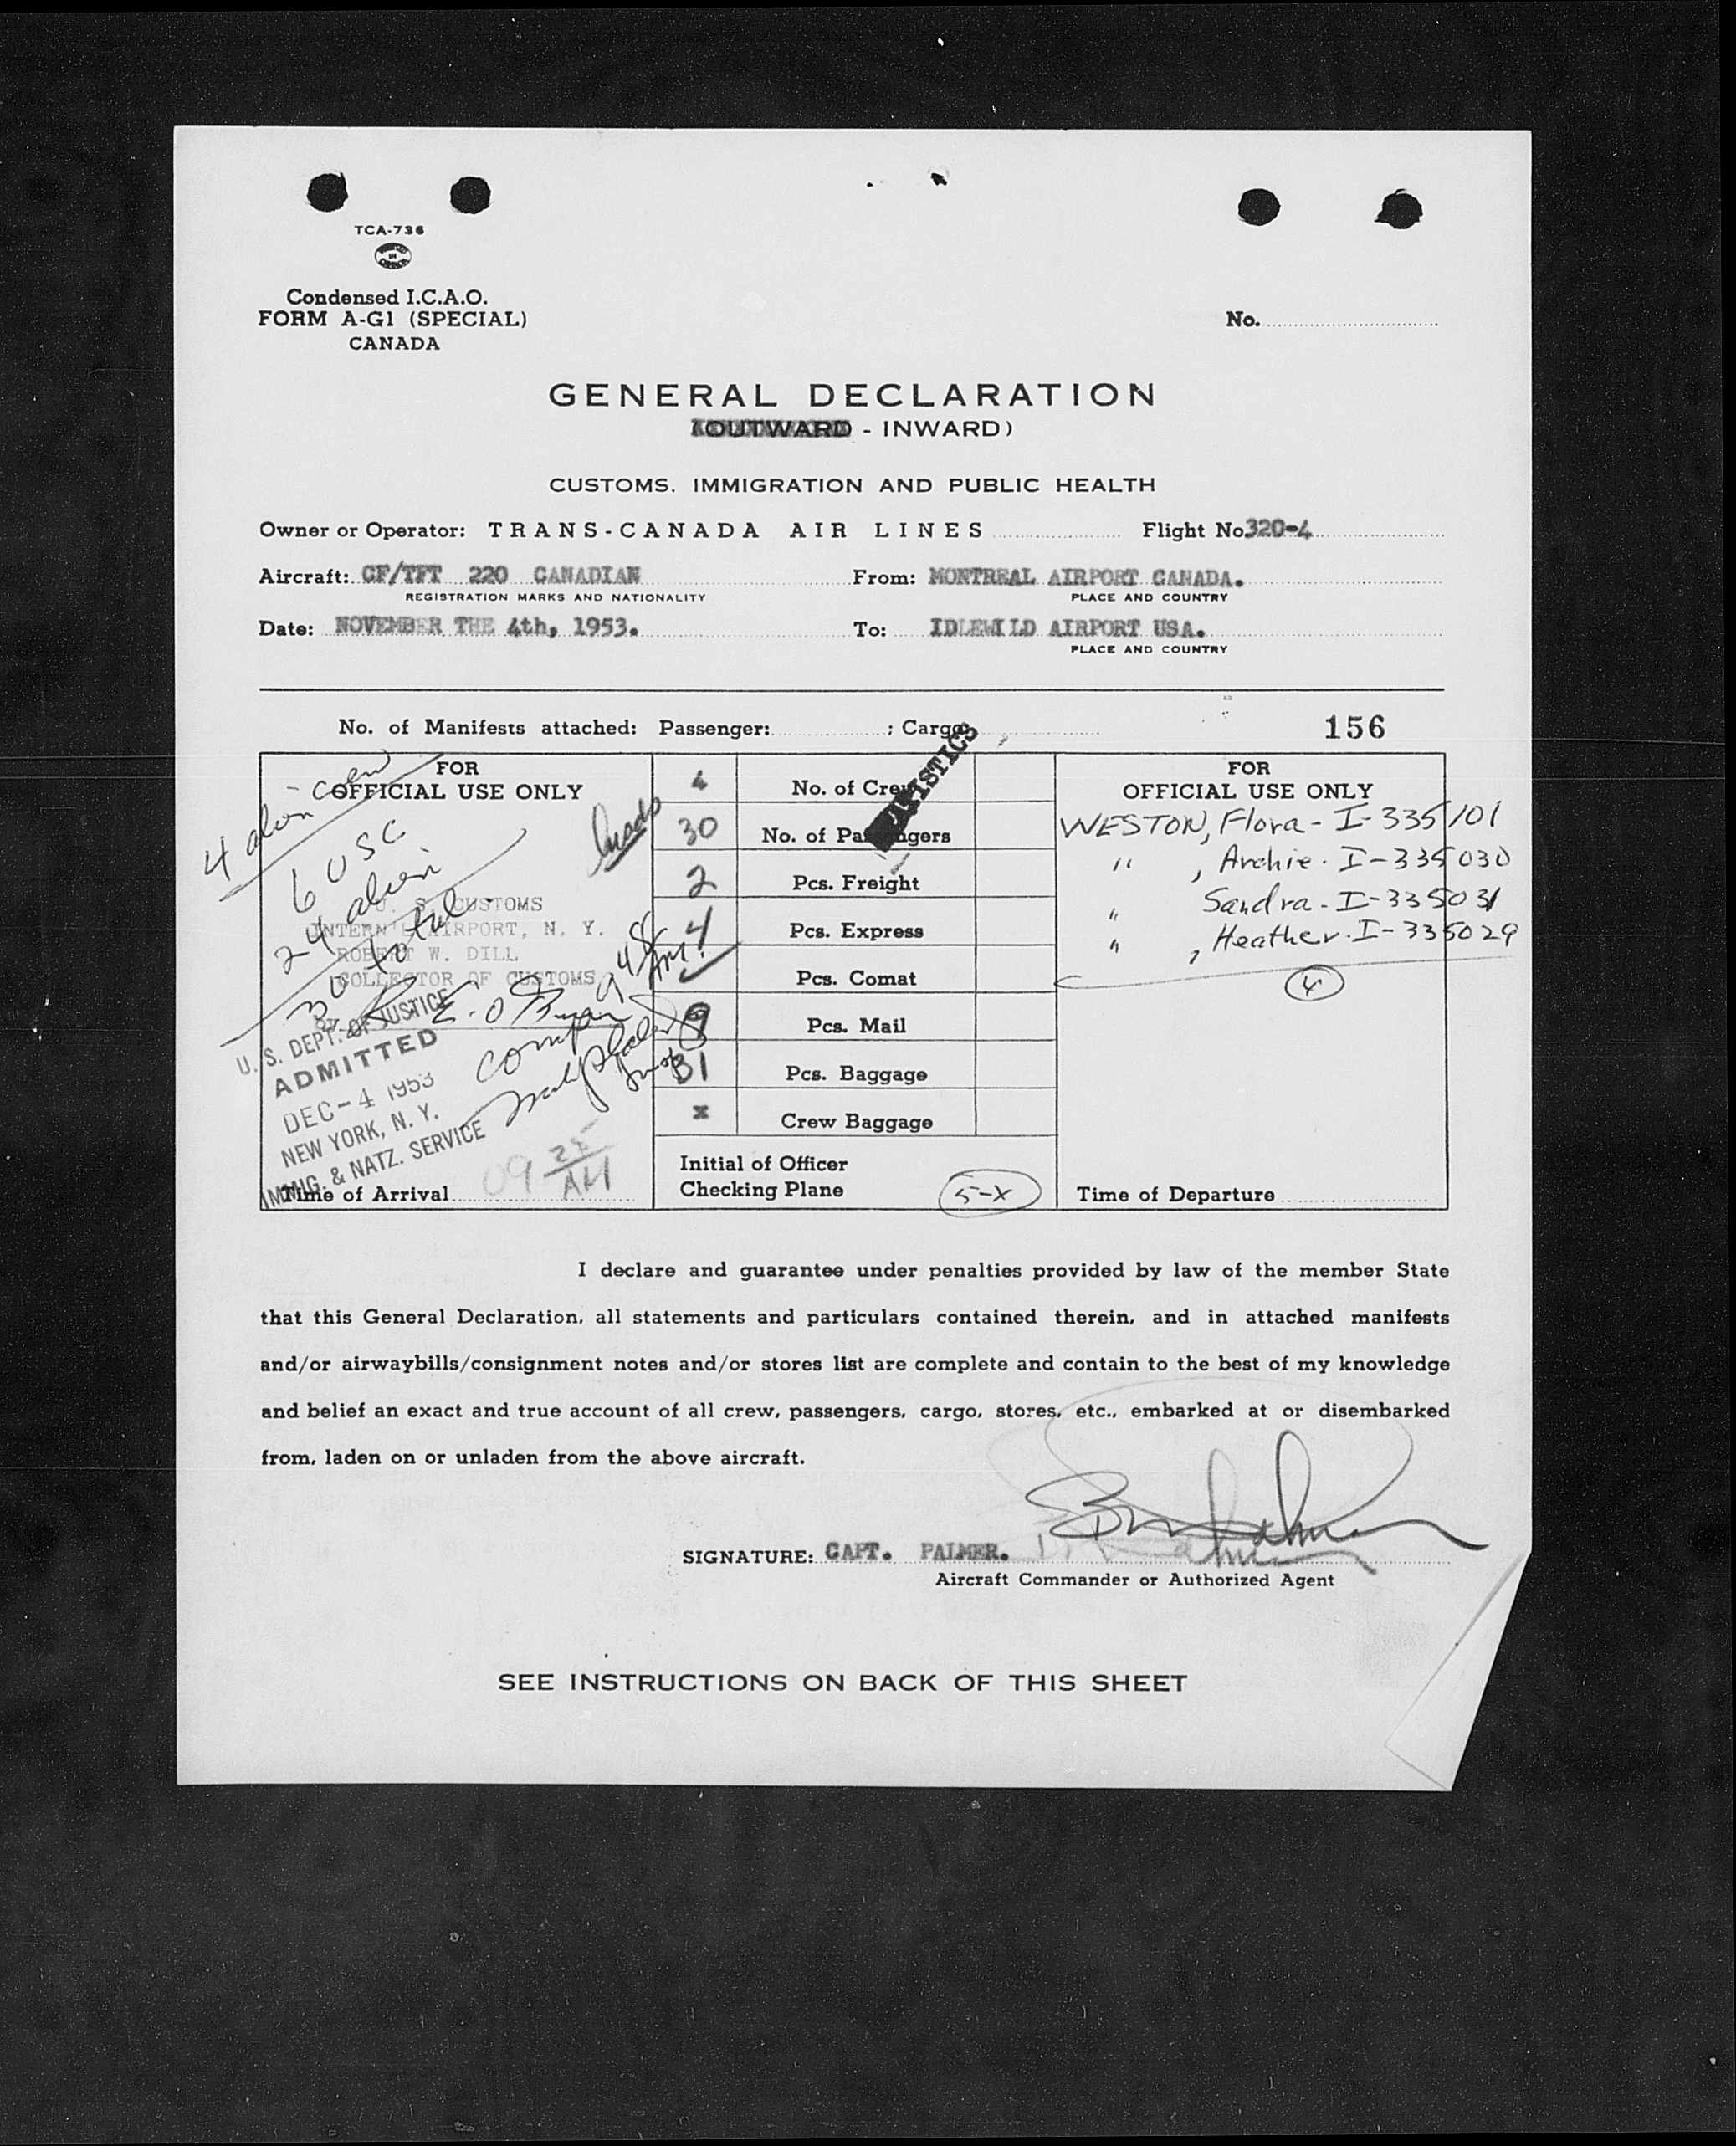 TCA-736
Condensed I.C.A.O.
FORM A-G1 (SPECIAL)
CANADA
No.
GENERAL DECLARATION
(OUTWARD - INWARD)
CUSTOMS, IMMIGRATION AND PUBLIC HEALTH
Owner or Operator: TRANS-CANADA AIR LINES Flight No. 320-4
Aircraft: CF/TFT 220 CANADIAN From: MONTREAL AIRPORT CANADA.
REGISTRATION MARKS AND NATIONALITY PLACE AND COUNTRY
Date: NOVEMBER THE 4th, 1953. To: IDLEWILD AIRPORT USA.
PLACE AND COUNTRY
No. of Manifests attached: Passenger: ; Cargo 156
FOR
OFFICIAL USE ONLY
4 alien crew
6 USC
24 alien
30 total
U. S. CUSTOMS
INTERN'L AIRPORT, N. Y.
ROBERT W. DILL
COLLECTOR OF CUSTOMS
9 48 AM
U. S. DEPT. OF JUSTICE
ADMITTED
DEC-4 1953
NEW YORK, N. Y.
IMMIG. & NATZ. SERVICE
Time of Arrival 09 25 AM
STATISTICS
4 No. of Crew
30 No. of Passengers
2 Pcs. Freight
4 Pcs. Express
Pcs. Comat
9 Pcs. Mail
31 Pcs. Baggage
x Crew Baggage
Initial of Officer
Checking Plane 5-X
FOR
OFFICIAL USE ONLY
WESTON, Flora - I-335101
" , Archie. I-335030
" Sandra - I-335031
" , Heather. I-335029
4
Time of Departure
I declare and guarantee under penalties provided by law of the member State
that this General Declaration, all statements and particulars contained therein, and in attached manifests
and/or airwaybills/consignment notes and/or stores list are complete and contain to the best of my knowledge
and belief an exact and true account of all crew, passengers, cargo, stores, etc., embarked at or disembarked
from, laden on or unladen from the above aircraft.
SIGNATURE: CAPT. PALMER.
Aircraft Commander or Authorized Agent
SEE INSTRUCTIONS ON BACK OF THIS SHEET